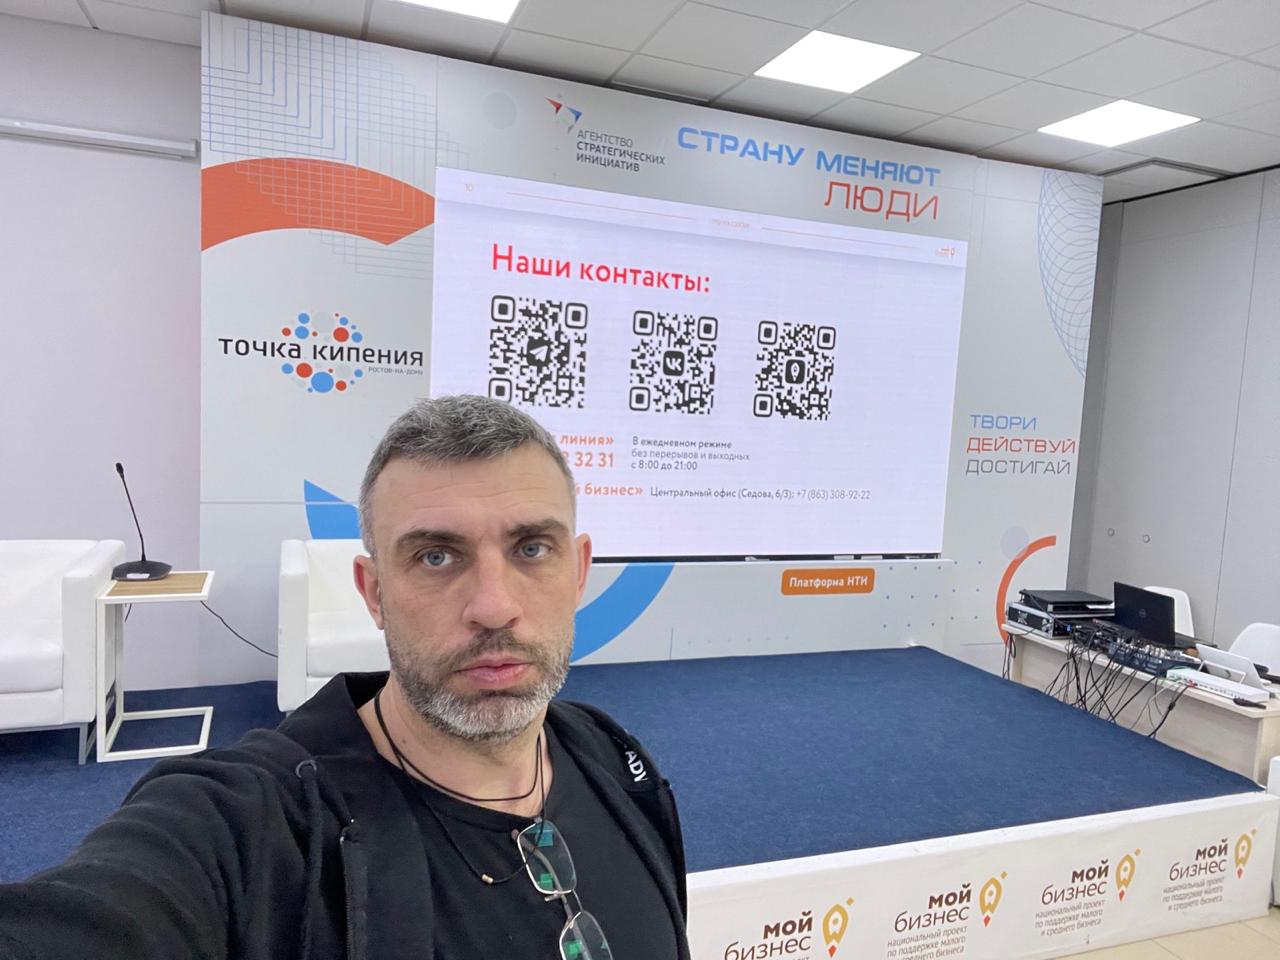 АГЕНТСТВО
СТРАТЕГИЧЕСКИХ
ИНИЦИАТИВ
СТРАНУ МЕНЯЮТ
ЛЮДИ
10
Наши контакты:
точка кипения
РОСТОВ-НА-ДОНУ
линия»
3 32 31
В ежедневном режиме
без перерывов и выходных
с 8:00 до 21:00
й бизнес» Центральный офис (Седова, 6/3): +7 (863) 308-92-22
ТВОРИ
ДЕЙСТВУЙ
ДОСТИГАЙ
Платформа НТИ
МОЙ
бизнес
МОЙ
бизнес
национальный проект
по поддержке малого
и среднего бизнеса
МОЙ
бизнес
национальный проект
по поддержке малого
и среднего бизнеса
МОЙ
бизнес
национальный проект
по поддержке малого
и среднего бизнеса